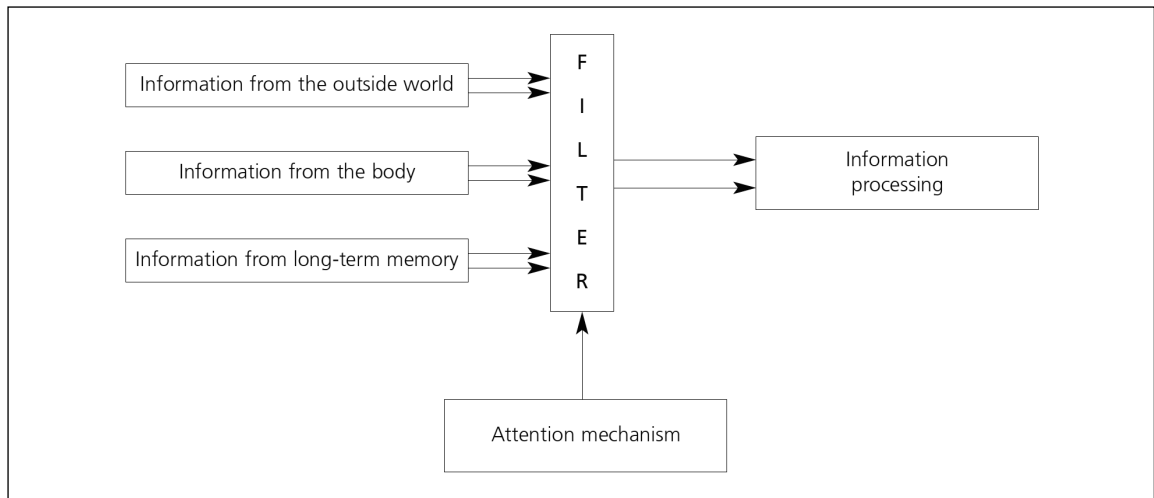 Information from the outside world
Information from the body
Information from long-term memory
F
I
L
T
E
R
Information
processing
Attention mechanism